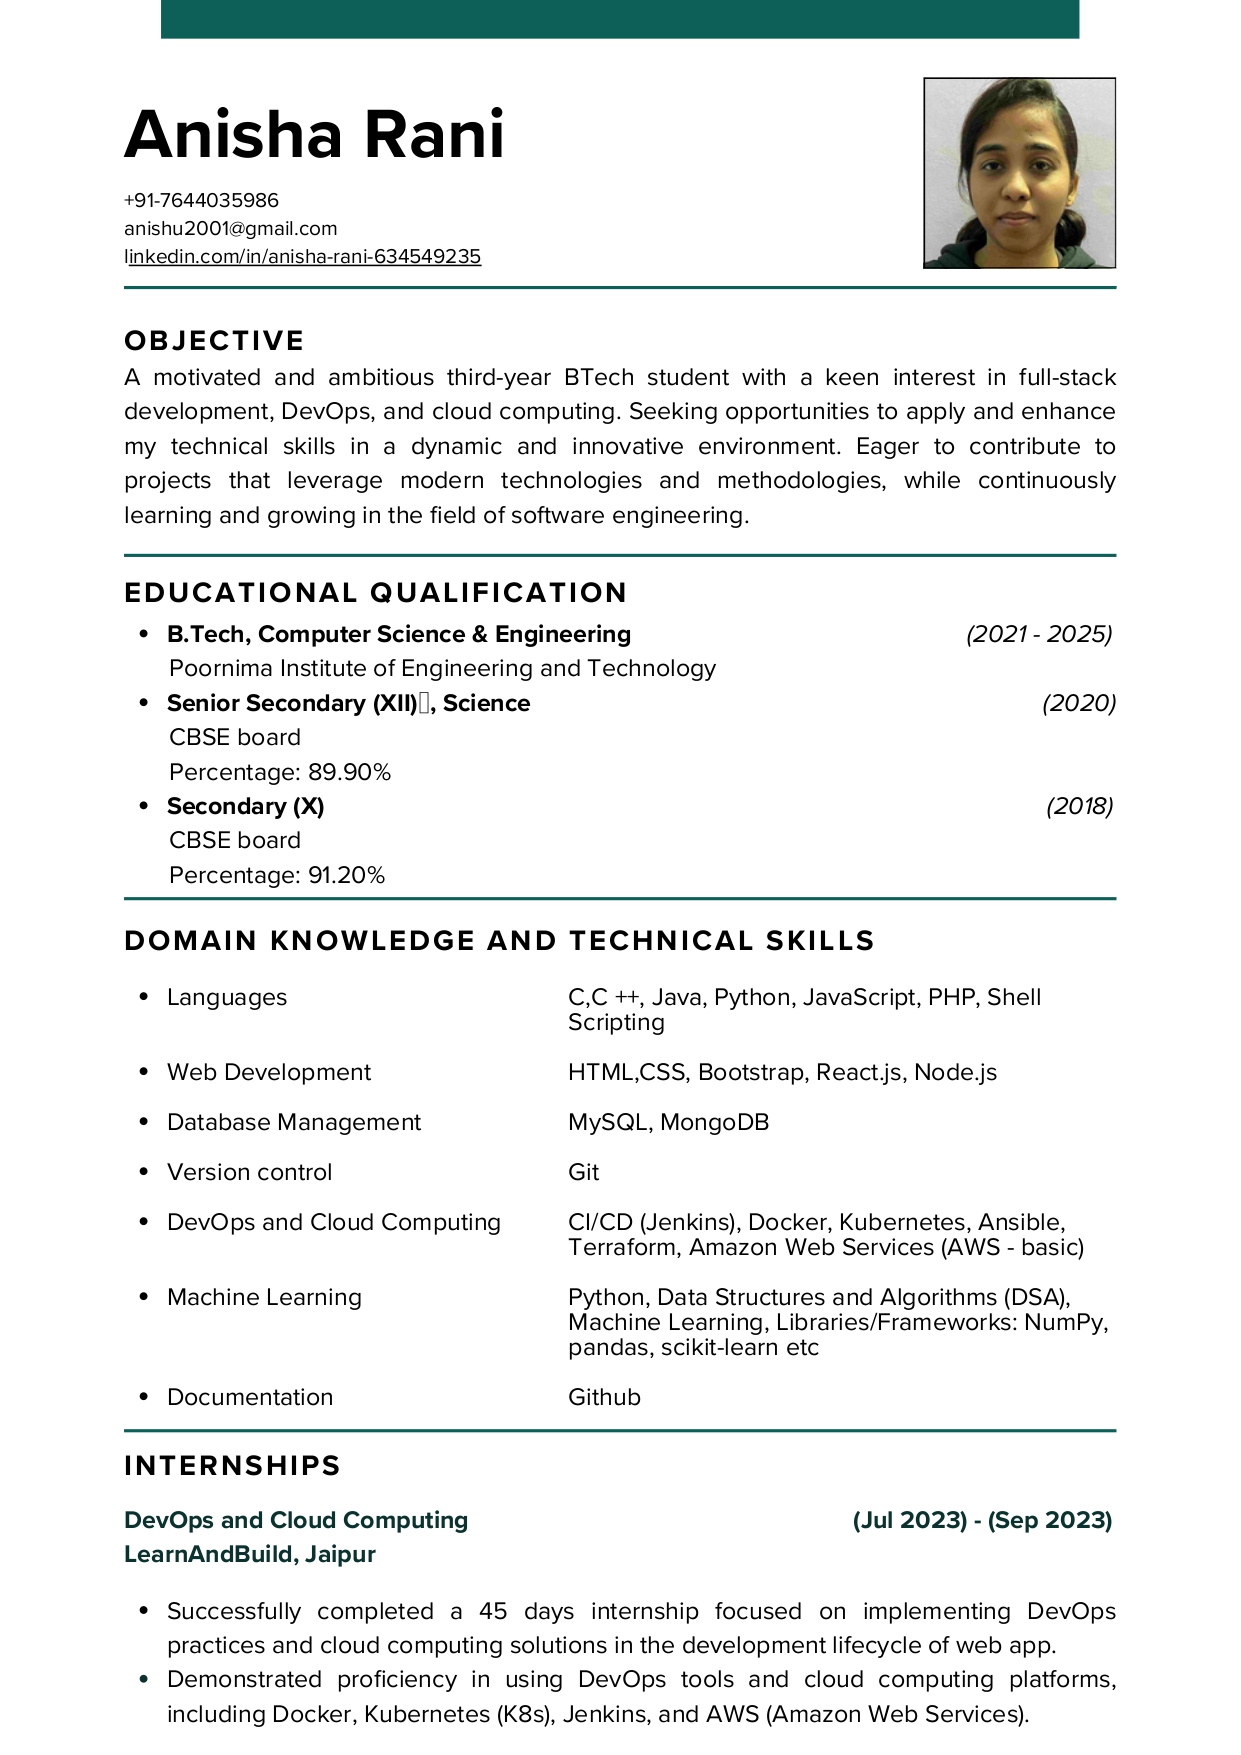 Anisha Rani
+91-7644035986
anishu2001@gmail.com
linkedin.com/in/anisha-rani-634549235
OBJECTIVE
A motivated and ambitious third-year BTech student with a keen interest in full-stack
development, DevOps, and cloud computing. Seeking opportunities to apply and enhance
my technical skills in a dynamic and innovative environment. Eager to contribute to
projects that leverage modern technologies and methodologies, while continuously
learning and growing in the field of software engineering.
EDUCATIONAL QUALIFICATION
• B.Tech, Computer Science & Engineering (2021 - 2025)
Poornima Institute of Engineering and Technology
• Senior Secondary (XII), Science (2020)
CBSE board
Percentage: 89.90%
• Secondary (X) (2018)
CBSE board
Percentage: 91.20%
DOMAIN KNOWLEDGE AND TECHNICAL SKILLS
• Languages C,C ++, Java, Python, JavaScript, PHP, Shell
Scripting
• Web Development HTML,CSS, Bootstrap, React.js, Node.js
• Database Management MySQL, MongoDB
• Version control Git
• DevOps and Cloud Computing CI/CD (Jenkins), Docker, Kubernetes, Ansible,
Terraform, Amazon Web Services (AWS - basic)
• Machine Learning Python, Data Structures and Algorithms (DSA),
Machine Learning, Libraries/Frameworks: NumPy,
pandas, scikit-learn etc
• Documentation Github
INTERNSHIPS
DevOps and Cloud Computing (Jul 2023) - (Sep 2023)
LearnAndBuild, Jaipur
• Successfully completed a 45 days internship focused on implementing DevOps
practices and cloud computing solutions in the development lifecycle of web app.
• Demonstrated proficiency in using DevOps tools and cloud computing platforms,
including Docker, Kubernetes (K8s), Jenkins, and AWS (Amazon Web Services).